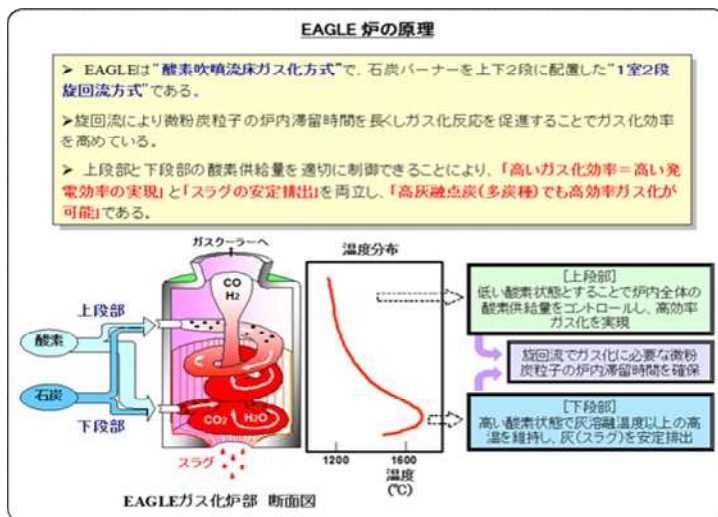 EAGLE 炉の原理
➤ EAGLEは“酸素吹噴流床ガス化方式”で、石炭バーナーを上下2段に配置した“1室2段
旋回流方式”である。
➤旋回流により微粉炭粒子の炉内滞留時間を長くしガス化反応を促進することでガス化効率
を高めている。
➤ 上段部と下段部の酸素供給量を適切に制御できることにより、「高いガス化効率=高い発
電効率の実現」と「スラグの安定排出」を両立し、「高灰融点炭(多炭種)でも高効率ガス化が
可能」である。
ガスクーラーへ
温度分布
CO
H2
上段部
酸素
石炭
下段部
CO2
H2O
スラグ
1200
1600
温度
(℃)
EAGLEガス化炉部 断面図
[上段部]
低い酸素状態とすることで炉内全体の
酸素供給量をコントロールし、高効率
ガス化を実現
旋回流でガス化に必要な微粉
炭粒子の炉内滞留時間を確保
[下段部]
高い酸素状態で灰溶融温度以上の高
温を維持し、灰(スラグ)を安定排出